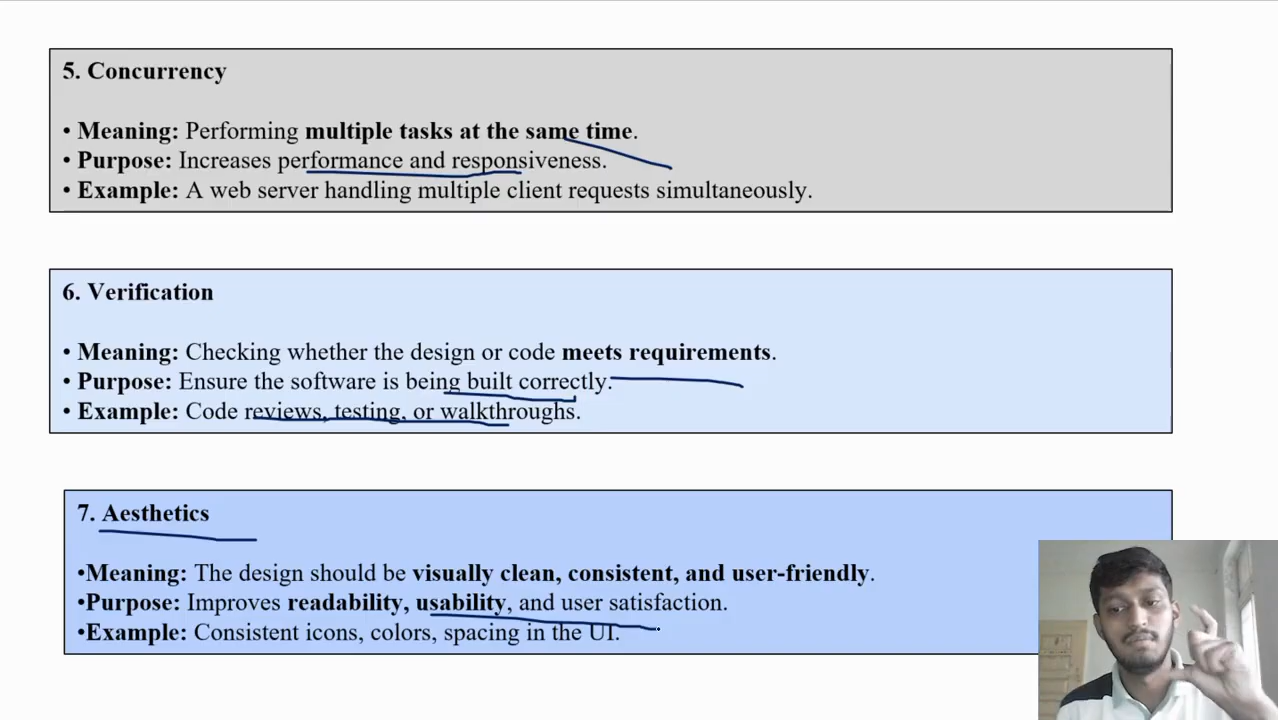 5. Concurrency
• Meaning: Performing multiple tasks at the same time.
• Purpose: Increases performance and responsiveness.
• Example: A web server handling multiple client requests simultaneously.
6. Verification
• Meaning: Checking whether the design or code meets requirements.
• Purpose: Ensure the software is being built correctly.
• Example: Code reviews, testing, or walkthroughs.
7. Aesthetics
•Meaning: The design should be visually clean, consistent, and user-friendly.
•Purpose: Improves readability, usability, and user satisfaction.
•Example: Consistent icons, colors, spacing in the UI.